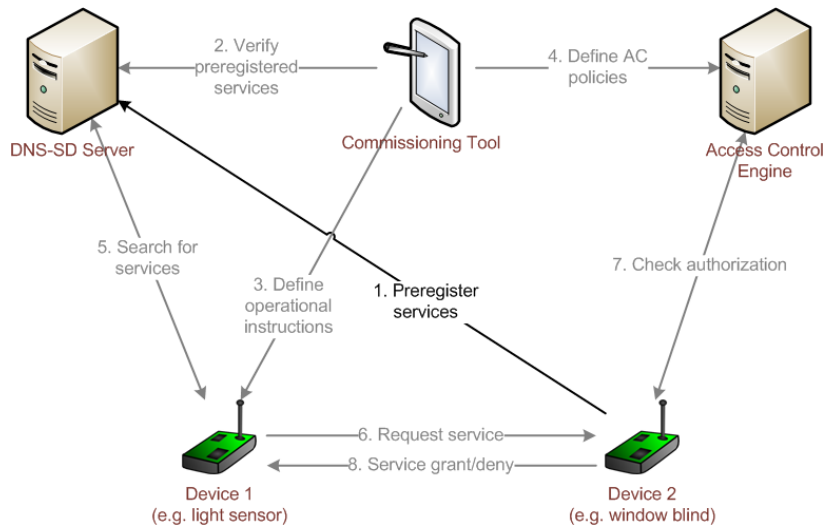 2. Verify
preregistered
services
4. Define AC
policies
DNS-SD Server
Commissioning Tool
Access Control
Engine
5. Search for
services
3. Define
operational
instructions
1. Preregister
services
7. Check authorization
6. Request service
8. Service grant/deny
Device 1
(e.g. light sensor)
Device 2
(e.g. window blind)